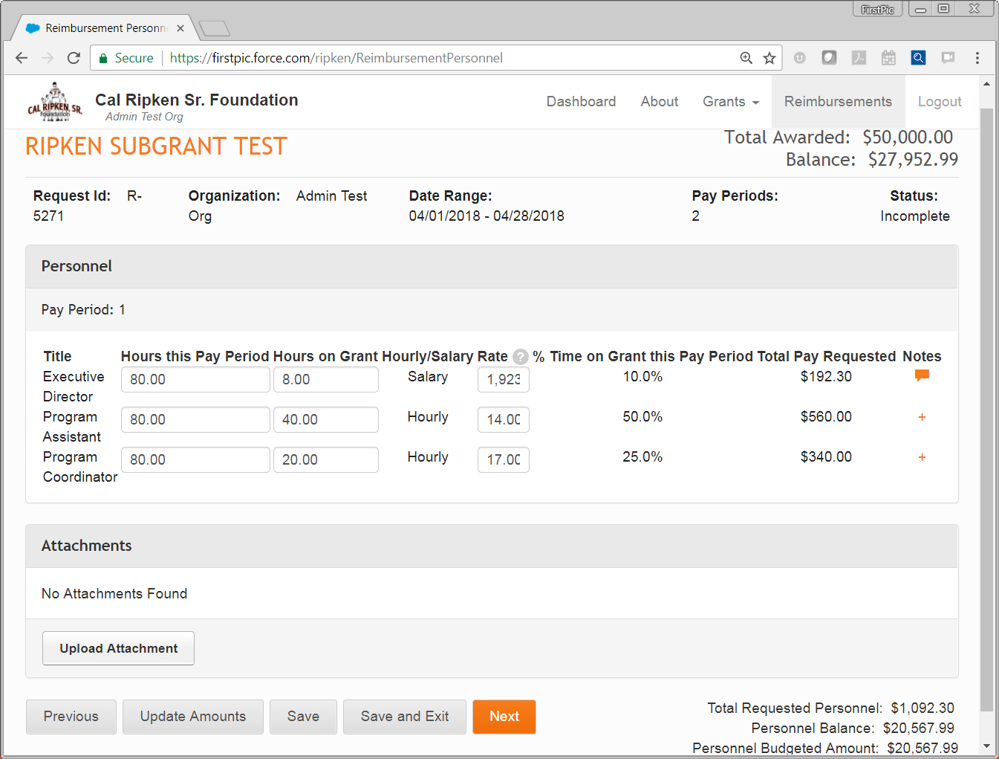 FirstPic
Reimbursement Personn
Secure https://firstpic.force.com/ripken/ReimbursementPersonnel
CAL RIPKEN, SR.
Foundation
Cal Ripken Sr. Foundation
Admin Test Org
Dashboard About Grants Reimbursements Logout
RIPKEN SUBGRANT TEST
Total Awarded: $50,000.00
Balance: $27,952.99
Request Id: R-5271
Organization: Admin Test Org
Date Range: 04/01/2018 - 04/28/2018
Pay Periods: 2
Status: Incomplete
Personnel
Pay Period: 1
Title Hours this Pay Period Hours on Grant Hourly/Salary Rate ? % Time on Grant this Pay Period Total Pay Requested Notes
Executive Director 80.00 8.00 Salary 1,923 10.0% $192.30
Program Assistant 80.00 40.00 Hourly 14.00 50.0% $560.00 +
Program Coordinator 80.00 20.00 Hourly 17.00 25.0% $340.00 +
Attachments
No Attachments Found
Upload Attachment
Previous Update Amounts Save Save and Exit Next
Total Requested Personnel: $1,092.30
Personnel Balance: $20,567.99
Personnel Budgeted Amount: $20,567.99